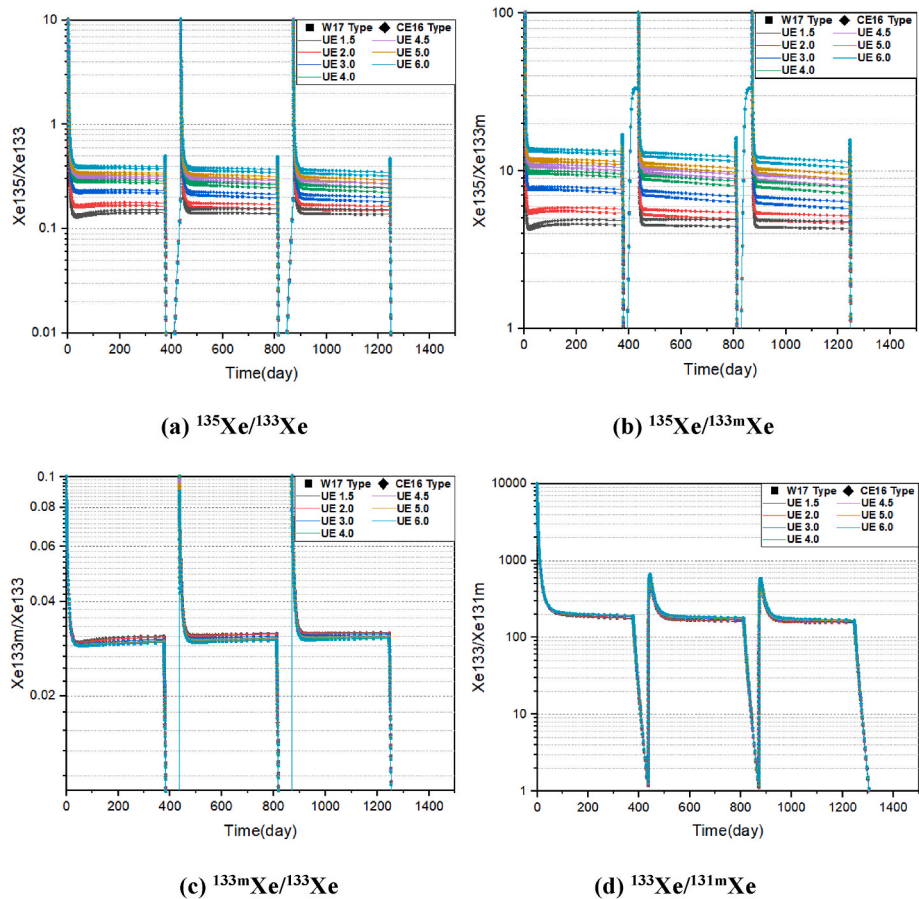 Xe135/Xe133
10
1
0.1
0.01
0 200 400 600 800 1000 1200 1400
Time(day)
W17 Type CE16 Type
UE 1.5 UE 4.5
UE 2.0 UE 5.0
UE 3.0 UE 6.0
UE 4.0
(a) ¹³⁵Xe/¹³³Xe
Xe135/Xe133m
100
10
1
0 200 400 600 800 1000 1200 1400
Time(day)
W17 Type CE16 Type
UE 1.5 UE 4.5
UE 2.0 UE 5.0
UE 3.0 UE 6.0
UE 4.0
(b) ¹³⁵Xe/¹³³ᵐXe
Xe133m/Xe133
0.1
0.08
0.06
0.04
0.02
0 200 400 600 800 1000 1200 1400
Time(day)
W17 Type CE16 Type
UE 1.5 UE 4.5
UE 2.0 UE 5.0
UE 3.0 UE 6.0
UE 4.0
(c) ¹³³ᵐXe/¹³³Xe
Xe133/Xe131m
10000
1000
100
10
1
0 200 400 600 800 1000 1200 1400
Time(day)
W17 Type CE16 Type
UE 1.5 UE 4.5
UE 2.0 UE 5.0
UE 3.0 UE 6.0
UE 4.0
(d) ¹³³Xe/¹³¹ᵐXe